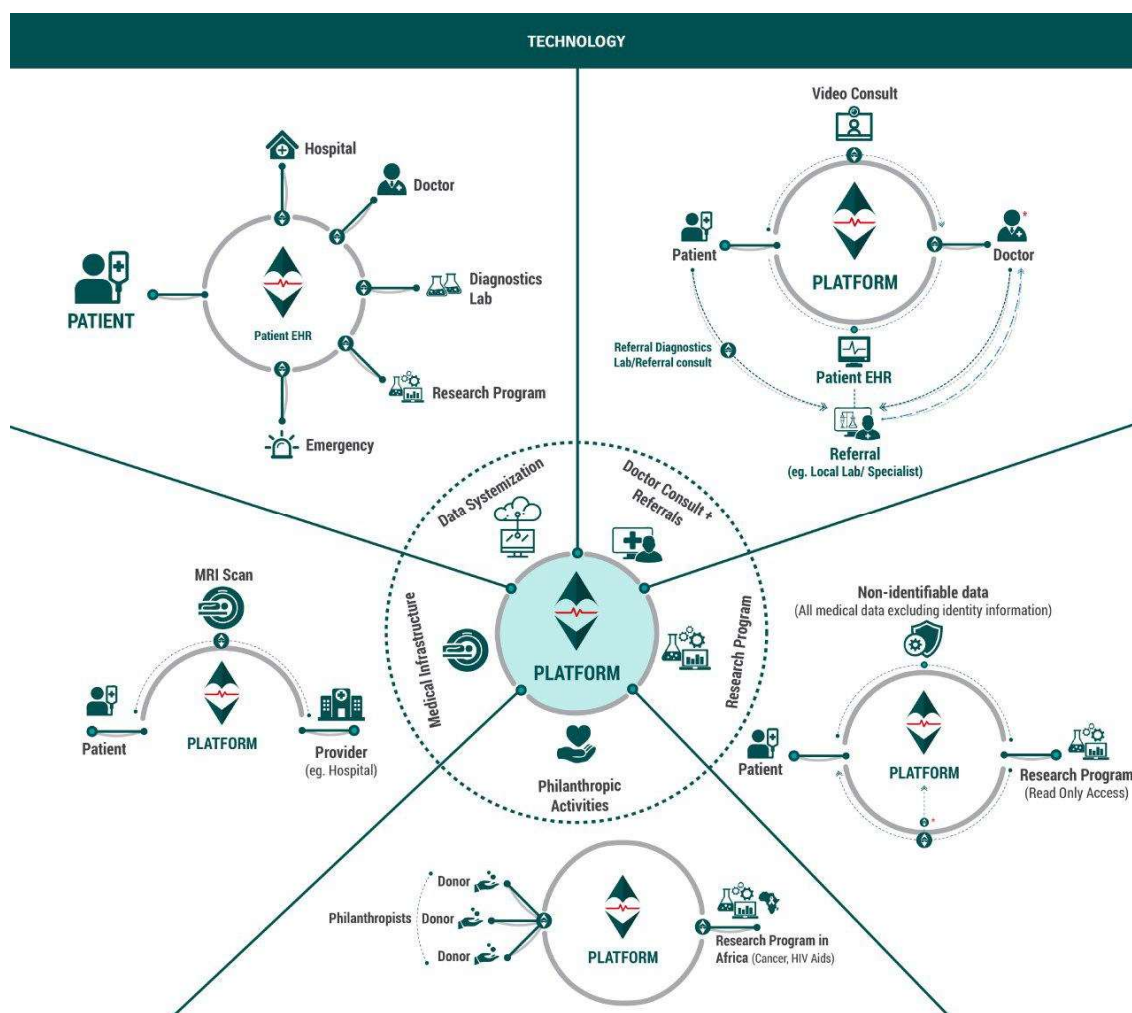 TECHNOLOGY
Hospital
Doctor
Diagnostics
Lab
PATIENT
Patient EHR
Research Program
Emergency
Video Consult
Patient
Doctor
*
PLATFORM
Referral Diagnostics
Lab/Referral consult
Patient EHR
Referral
(eg. Local Lab/ Specialist)
Data Systemization
Doctor Consult +
Referrals
Medical Infrastructure
Research Program
PLATFORM
Philanthropic
Activities
MRI Scan
Patient
PLATFORM
Provider
(eg. Hospital)
Non-identifiable data
(All medical data excluding identity information)
Patient
PLATFORM
Research Program
(Read Only Access)
*
Donor
Philanthropists
Donor
Donor
PLATFORM
Research Program in
Africa (Cancer, HIV Aids)